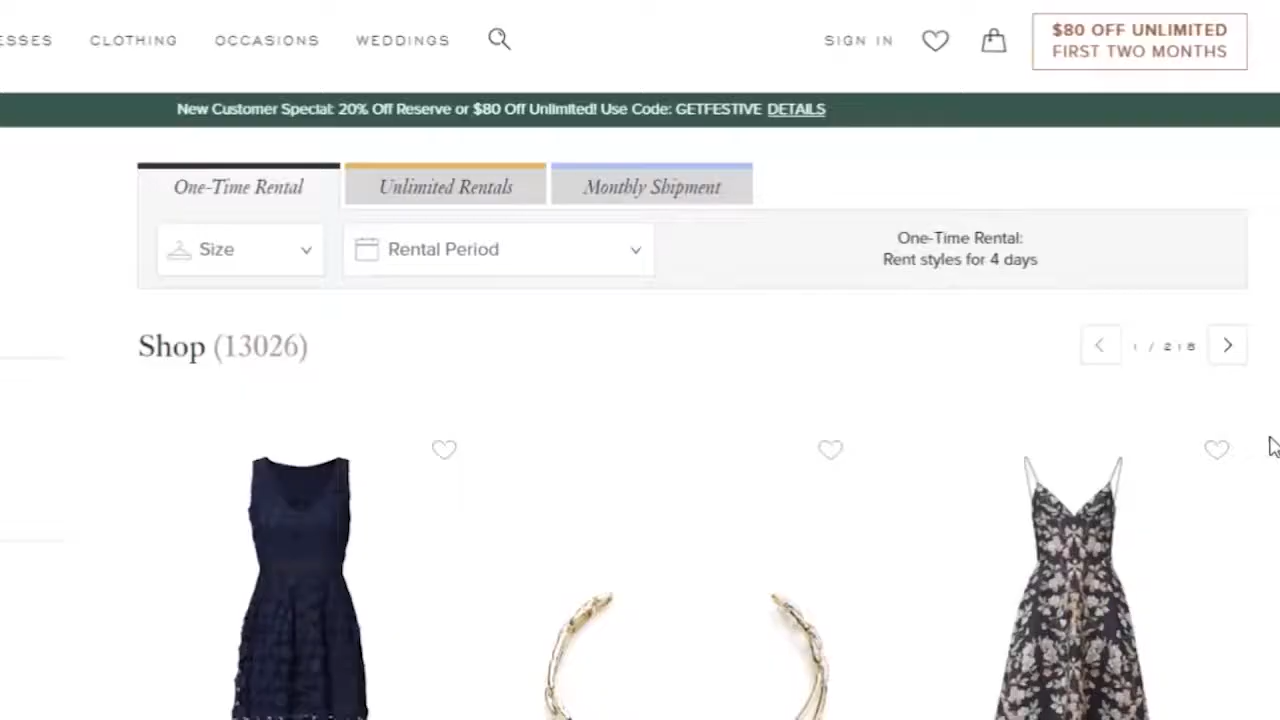 ESSES CLOTHING OCCASIONS WEDDINGS SIGN IN $80 OFF UNLIMITED
FIRST TWO MONTHS
New Customer Special: 20% Off Reserve or $80 Off Unlimited! Use Code: GETFESTIVE DETAILS
One-Time Rental Unlimited Rentals Monthly Shipment
Size Rental Period
One-Time Rental:
Rent styles for 4 days
Shop (13026) 1 / 218